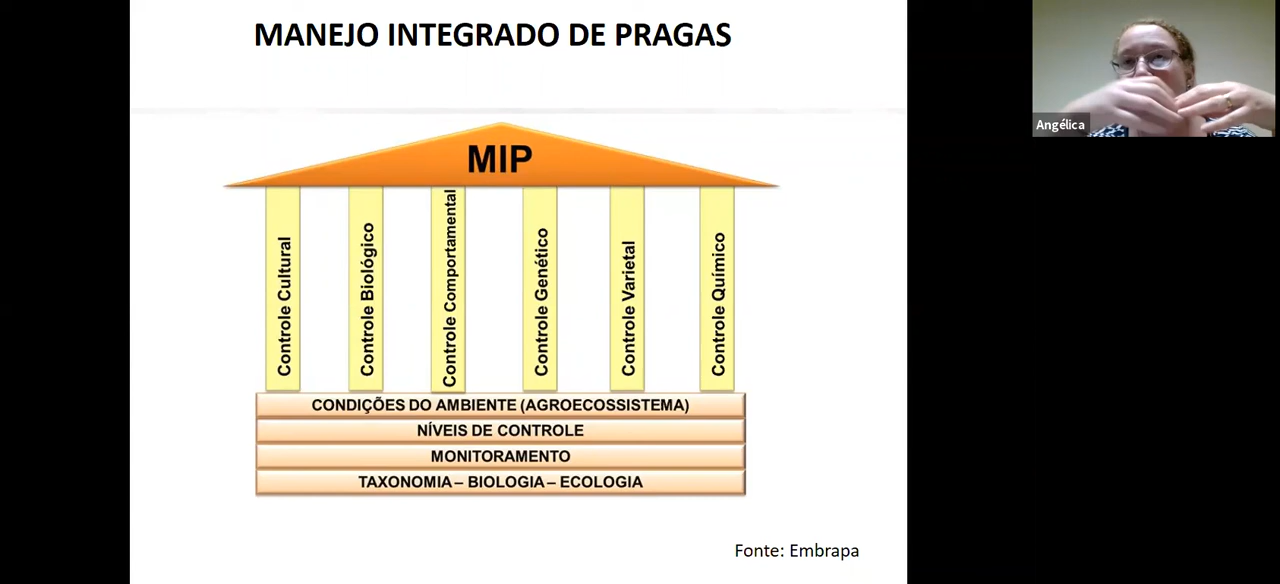 MANEJO INTEGRADO DE PRAGAS
Angélica
MIP
Controle Cultural
Controle Biológico
Controle Comportamental
Controle Genético
Controle Varietal
Controle Químico
CONDIÇÕES DO AMBIENTE (AGROECOSSISTEMA)
NÍVEIS DE CONTROLE
MONITORAMENTO
TAXONOMIA – BIOLOGIA – ECOLOGIA
Fonte: Embrapa